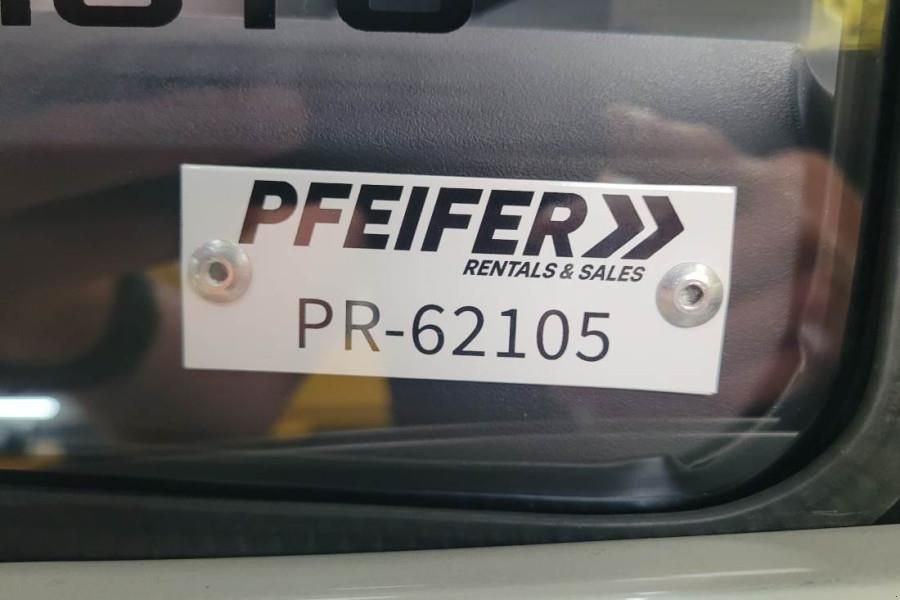 PFEIFER
RENTALS & SALES
PR-62105